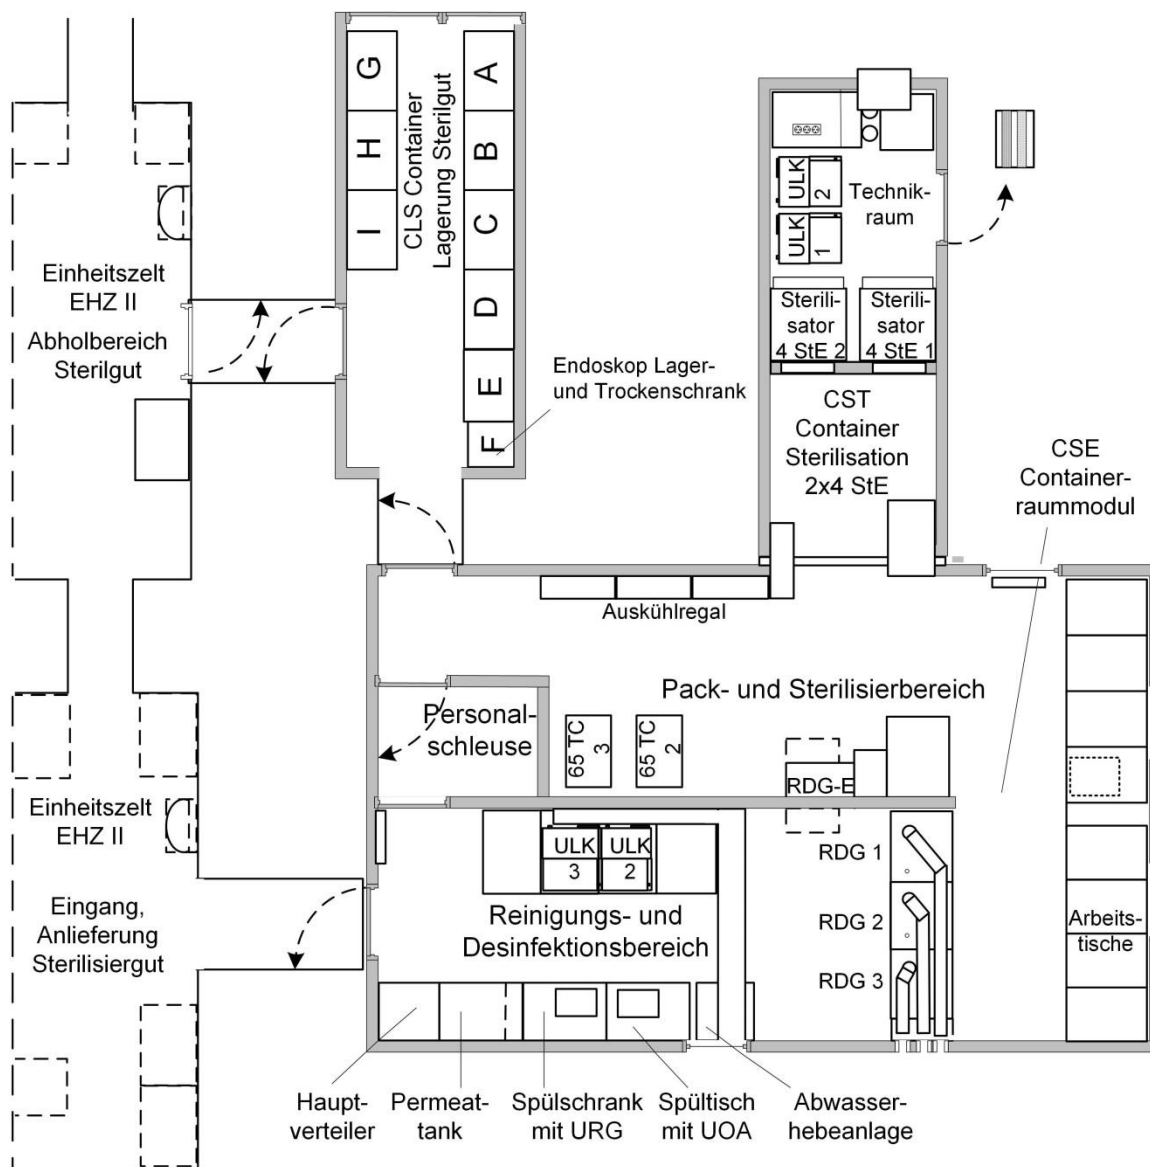 G
H
I
CLS Container
Lagerung Sterilgut
A
B
C
D
E
F
Einheitszelt
EHZ II
Abholbereich
Sterilgut
Endoskop Lager-
und Trockenschrank
ULK
2
ULK
1
Technik-
raum
Sterili-
sator
4 StE 2
Sterili-
sator
4 StE 1
CST
Container
Sterilisation
2x4 StE
CSE
Container-
raummodul
Auskühlregal
Pack- und Sterilisierbereich
Personal-
schleuse
65 TC
3
65 TC
2
RDG-E
Einheitszelt
EHZ II
Eingang,
Anlieferung
Sterilisiergut
ULK
3
ULK
2
Reinigungs- und
Desinfektionsbereich
RDG 1
RDG 2
RDG 3
Arbeits-
tische
Haupt-
verteiler
Permeat-
tank
Spülschrank
mit URG
Spültisch
mit UOA
Abwasser-
hebeanlage